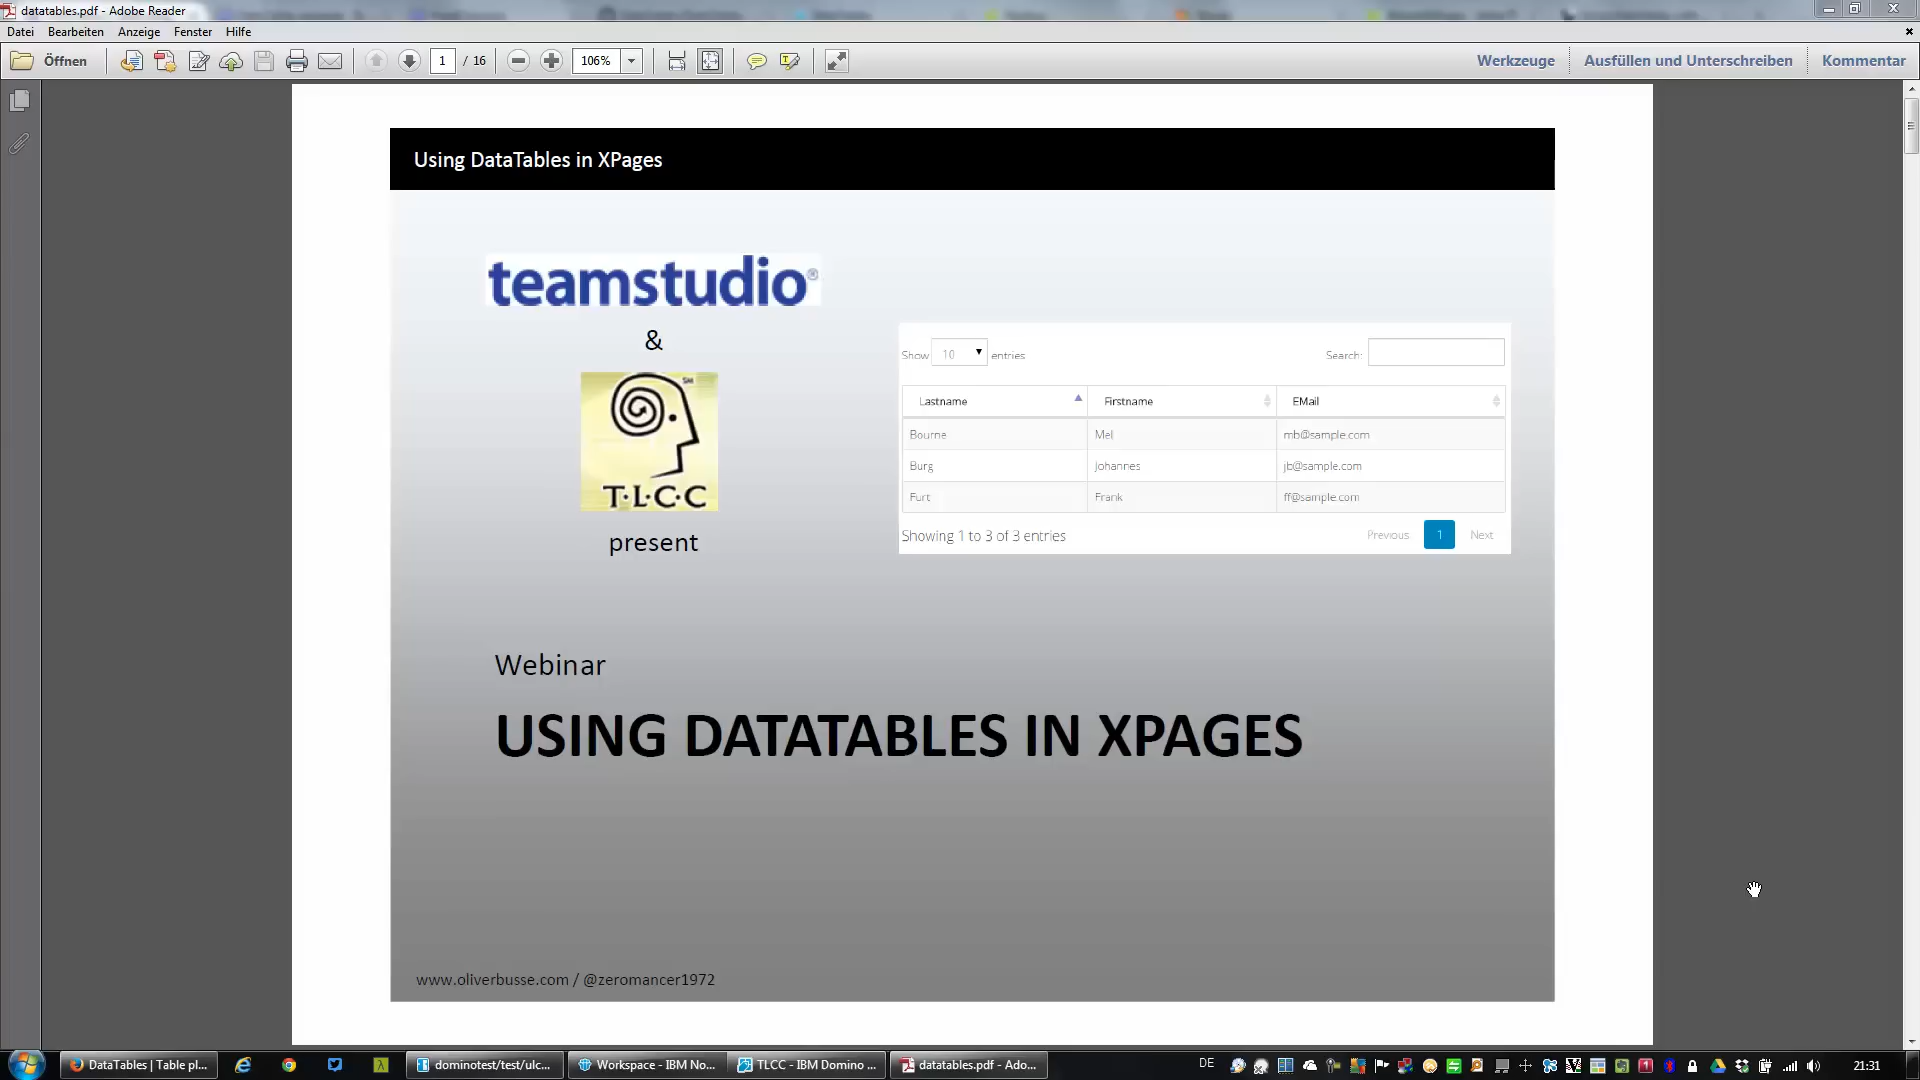 datatables.pdf - Adobe Reader
Datei Bearbeiten Anzeige Fenster Hilfe
Öffnen 1 / 16 106% Werkzeuge Ausfüllen und Unterschreiben Kommentar
Using DataTables in XPages
teamstudio®
&
SM
T·L·C·C
present
Show 10 entries Search:
Lastname Firstname EMail
Bourne Mel mb@sample.com
Burg Johannes jb@sample.com
Furt Frank ff@sample.com
Showing 1 to 3 of 3 entries Previous 1 Next
Webinar
USING DATATABLES IN XPAGES
www.oliverbusse.com / @zeromancer1972
DataTables | Table pl... dominotest/test/ulc... Workspace - IBM No... TLCC - IBM Domino ... datatables.pdf - Ado... DE 21:31